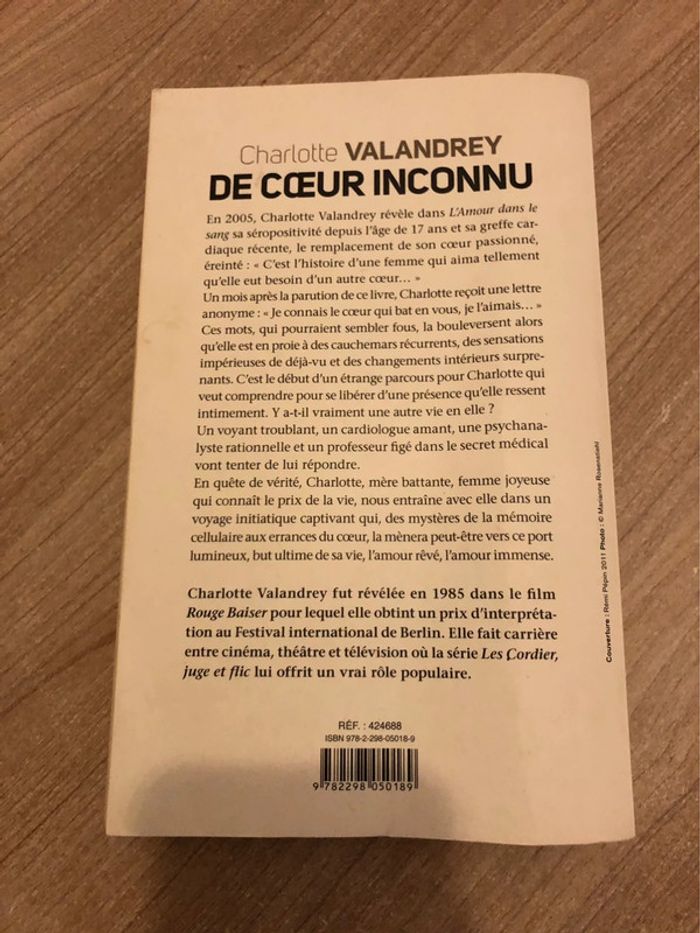 Charlotte VALANDREY
DE CŒUR INCONNU
En 2005, Charlotte Valandrey révèle dans L'Amour dans le
sang sa séropositivité depuis l'âge de 17 ans et sa greffe car-
diaque récente, le remplacement de son cœur passionné,
éreinté : « C'est l'histoire d'une femme qui aima tellement
qu'elle eut besoin d'un autre cœur… »
Un mois après la parution de ce livre, Charlotte reçoit une lettre
anonyme : « Je connais le cœur qui bat en vous, je l'aimais… »
Ces mots, qui pourraient sembler fous, la bouleversent alors
qu'elle est en proie à des cauchemars récurrents, des sensations
impérieuses de déjà-vu et des changements intérieurs surpre-
nants. C'est le début d'un étrange parcours pour Charlotte qui
veut comprendre pour se libérer d'une présence qu'elle ressent
intimement. Y a-t-il vraiment une autre vie en elle ?
Un voyant troublant, un cardiologue amant, une psychana-
lyste rationnelle et un professeur figé dans le secret médical
vont tenter de lui répondre.
En quête de vérité, Charlotte, mère battante, femme joyeuse
qui connaît le prix de la vie, nous entraîne avec elle dans un
voyage initiatique captivant qui, des mystères de la mémoire
cellulaire aux errances du cœur, la mènera peut-être vers ce port
lumineux, but ultime de sa vie, l'amour rêvé, l'amour immense.
Charlotte Valandrey fut révélée en 1985 dans le film
Rouge Baiser pour lequel elle obtint un prix d'interpréta-
tion au Festival international de Berlin. Elle fait carrière
entre cinéma, théâtre et télévision où la série Les Cordier,
juge et flic lui offrit un vrai rôle populaire.
Couverture : Rémi Pépin 2011 Photo : © Marianne Rosenstiehl
RÉF. : 424688
ISBN 978-2-298-05018-9
9 782298 050189